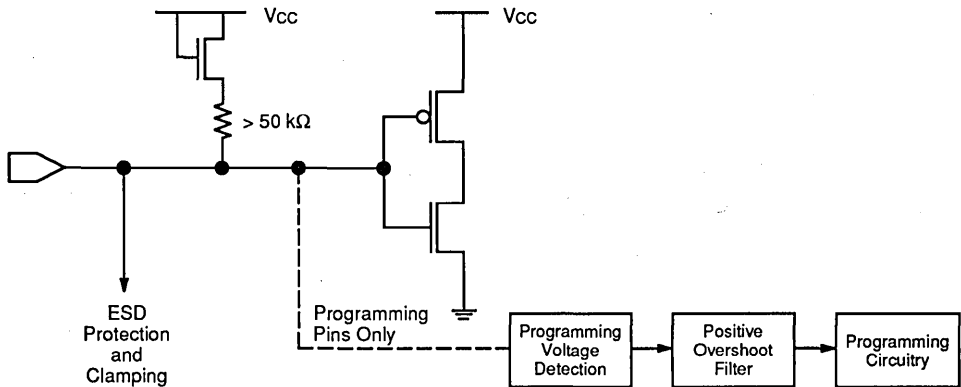 Vcc
Vcc
> 50 kΩ
ESD
Protection
and
Clamping
Programming
Pins Only
Programming
Voltage
Detection
Positive
Overshoot
Filter
Programming
Circuitry